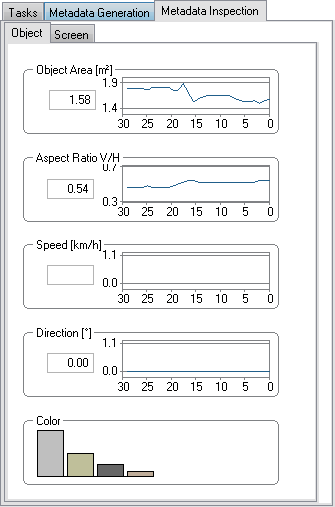 Tasks Metadata Generation Metadata Inspection
Object Screen
Object Area [m²]
1.9
1.58
1.4
30 25 20 15 10 5 0
Aspect Ratio V/H
0.7
0.54
0.3
30 25 20 15 10 5 0
Speed [km/h]
1.1
0.0
30 25 20 15 10 5 0
Direction [°]
1.1
0.00
0.0
30 25 20 15 10 5 0
Color